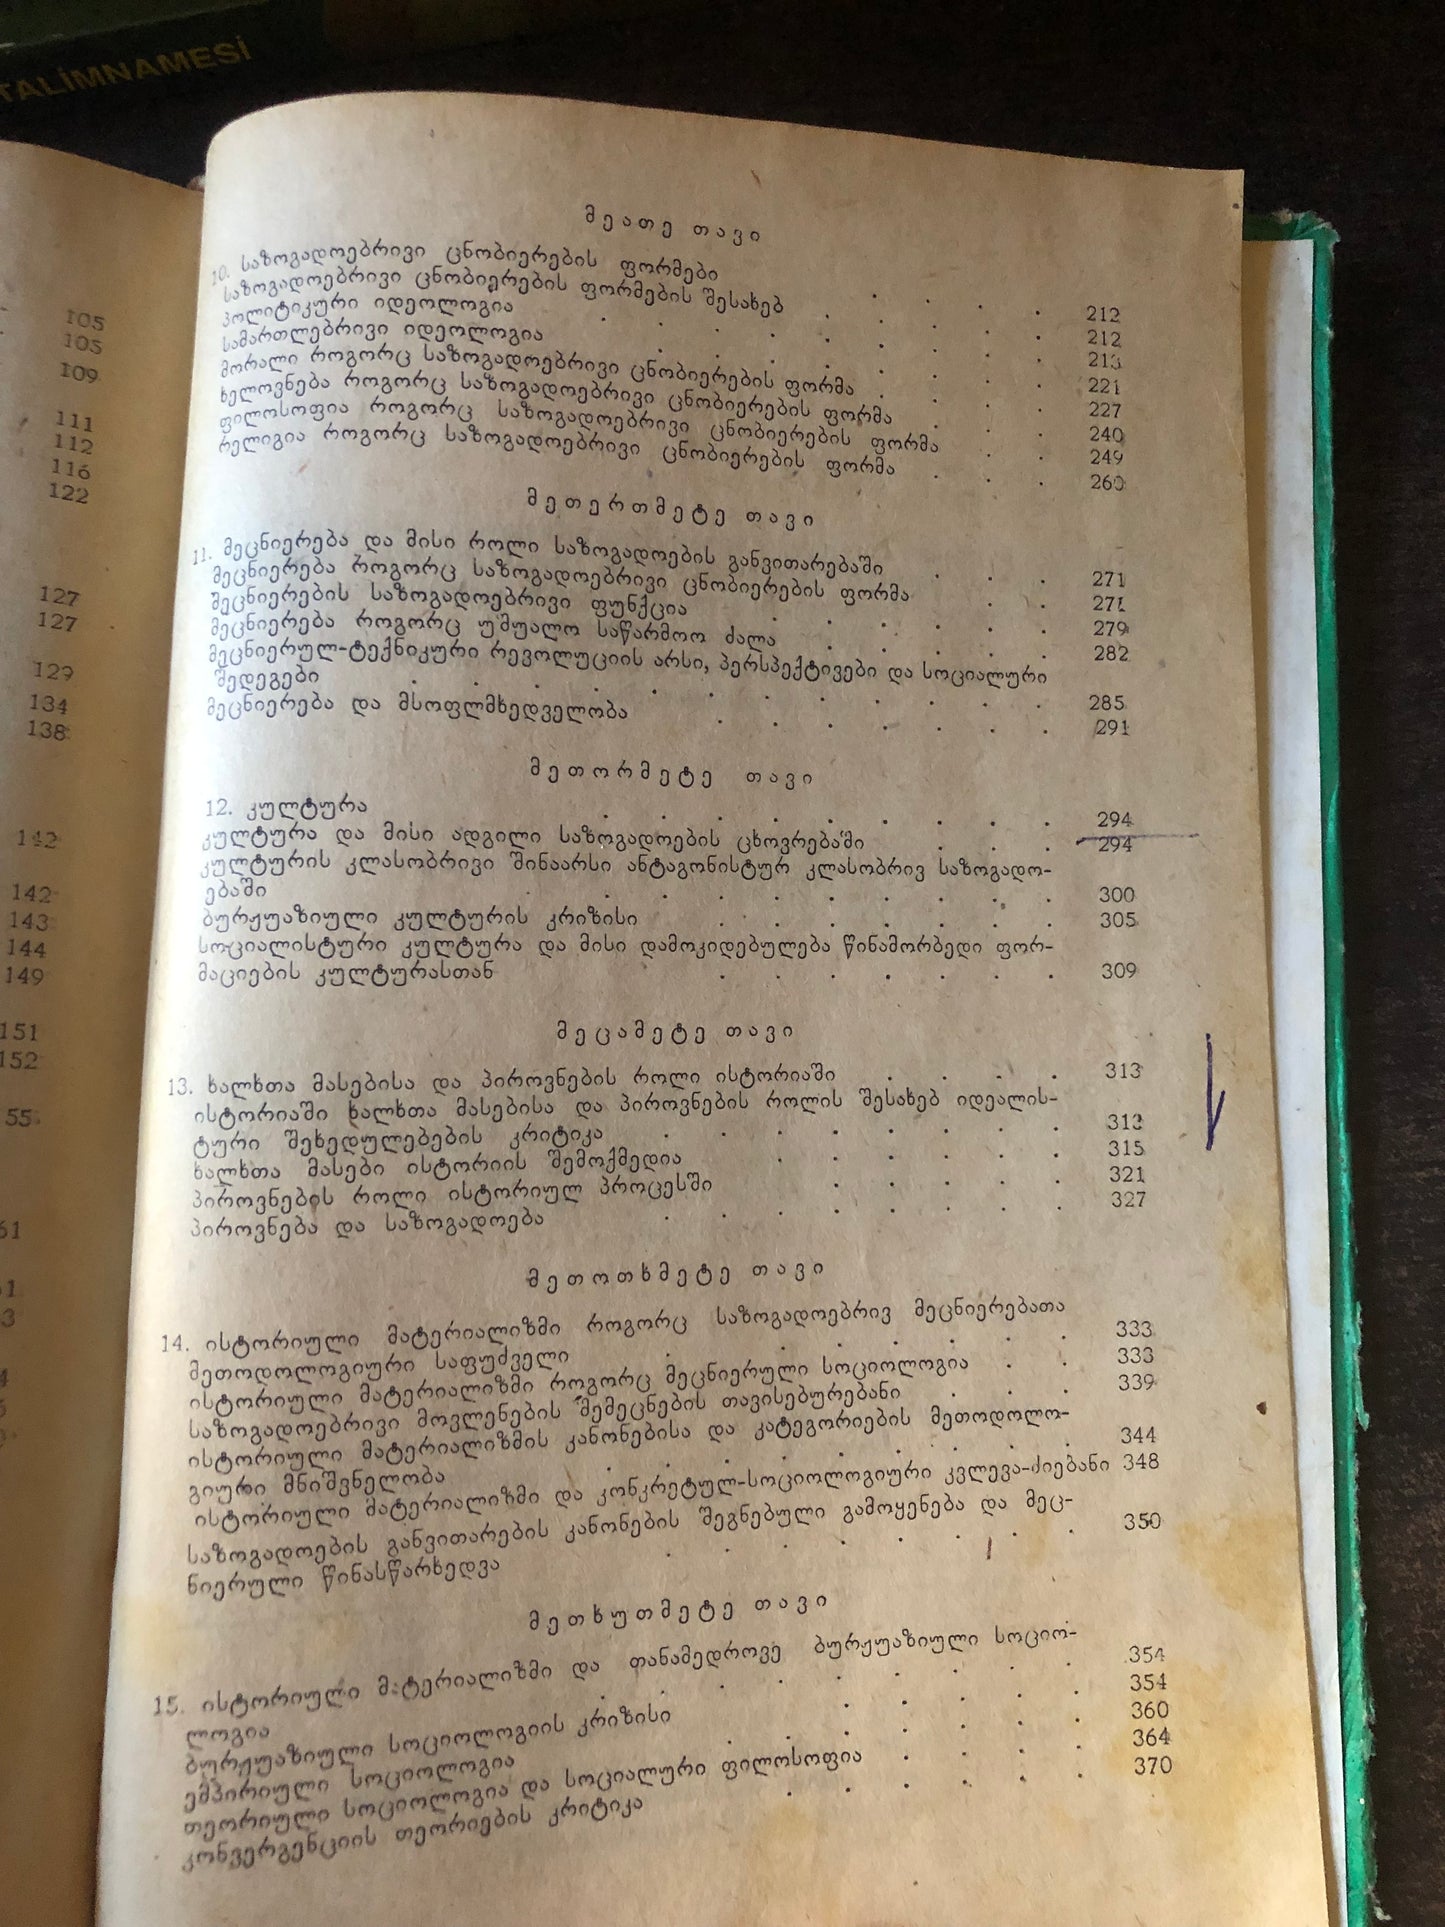 TALİMNAMESİ
105
105
109
111
112
116
122
127
127
129
134
138
142
142
143
144
149
151
152
55
61
მეათე თავი
10. საზოგადოებრივი ცნობიერების ფორმები . . . . 212
საზოგადოებრივი ცნობიერების ფორმების შესახებ . . . . . 212
პოლიტიკური იდეოლოგია . . . . . . . . 213
სამართლებრივი იდეოლოგია . . . . . . . 221
მორალი როგორც საზოგადოებრივი ცნობიერების ფორმა . . . 227
ხელოვნება როგორც საზოგადოებრივი ცნობიერების ფორმა . . . 240
ფილოსოფია როგორც საზოგადოებრივი ცნობიერების ფორმა . . 249
რელიგია როგორც საზოგადოებრივი ცნობიერების ფორმა . . . 260
მეთერთმეტე თავი
11. მეცნიერება და მისი როლი საზოგადოების განვითარებაში . . . 271
მეცნიერება როგორც საზოგადოებრივი ცნობიერების ფორმა . . 271
მეცნიერების საზოგადოებრივი ფუნქცია . . . . . . 279
მეცნიერება როგორც უშუალო საწარმოო ძალა . . . . . 282
მეცნიერულ-ტექნიკური რევოლუციის არსი, პერსპექტივები და სოციალური
შედეგები . . . . . . . . . . . . 285
მეცნიერება და მსოფლმხედველობა . . . . . . . 291
მეთორმეტე თავი
12. კულტურა . . . . . . . . . 294
კულტურა და მისი ადგილი საზოგადოების ცხოვრებაში . . . 294
კულტურის კლასობრივი შინაარსი ანტაგონისტურ კლასობრივ საზოგადო-
ებაში . . . . . . . . . . 300
ბურჟუაზიული კულტურის კრიზისი . . . . . . . 305
სოციალისტური კულტურა და მისი დამოკიდებულება წინამორბედი ფორ-
მაციების კულტურასთან . . . . . . . 309
მეცამეტე თავი
13. ხალხთა მასებისა და პიროვნების როლი ისტორიაში . . . . 313
ისტორიაში ხალხთა მასებისა და პიროვნების როლის შესახებ იდეალის-
ტური შეხედულებების კრიტიკა . . . . . . . . 313
ხალხთა მასები ისტორიის შემოქმედია . . . . . . 315
პიროვნების როლი ისტორიულ პროცესში . . . . . 321
პიროვნება და საზოგადოება . . . . . . . . 327
მეთოთხმეტე თავი
14. ისტორიული მატერიალიზმი როგორც საზოგადოებრივ მეცნიერებათა
მეთოდოლოგიური საფუძველი . . . . . . . 333
ისტორიული მატერიალიზმი როგორც მეცნიერული სოციოლოგია . . 333
საზოგადოებრივი მოვლენების შემეცნების თავისებურებანი . . . 339
ისტორიული მატერიალიზმის კანონებისა და კატეგორიების მეთოდოლო-
გიური მნიშვნელობა . . . . . . . . 344
ისტორიული მატერიალიზმი და კონკრეტულ-სოციოლოგიური კვლევა-ძიებანი 348
საზოგადოების განვითარების კანონების შეგნებული გამოყენება და მეც-
ნიერული წინასწარხედვა . . . . . . . . 350
მეთხუთმეტე თავი
15. ისტორიული მატერიალიზმი და თანამედროვე ბურჟუაზიული სოციო-
ლოგია . . . . . . . . . 354
ბურჟუაზიული სოციოლოგიის კრიზისი . . . . . 354
ემპირიული სოციოლოგია . . . . . . . 360
თეორიული სოციოლოგია და სოციალური ფილოსოფია . . . . 364
კონვერგენციის თეორიების კრიტიკა . . . . . . 370